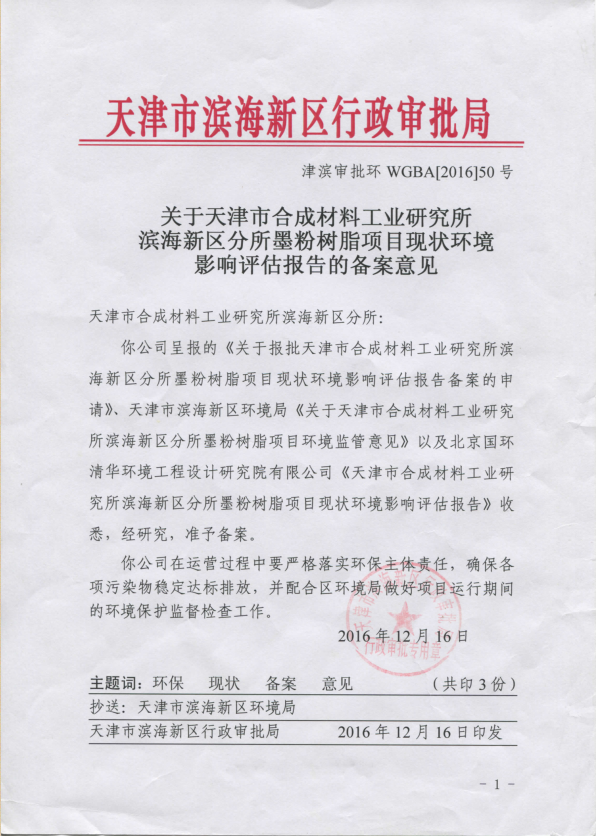 天津市滨海新区行政审批局
津滨审批环 WGBA[2016]50 号
关于天津市合成材料工业研究所
滨海新区分所墨粉树脂项目现状环境
影响评估报告的备案意见
天津市合成材料工业研究所滨海新区分所：
你公司呈报的《关于报批天津市合成材料工业研究所滨
海新区分所墨粉树脂项目现状环境影响评估报告备案的申
请》、天津市滨海新区环境局《关于天津市合成材料工业研究
所滨海新区分所墨粉树脂项目环境监管意见》以及北京国环
清华环境工程设计研究院有限公司《天津市合成材料工业研
究所滨海新区分所墨粉树脂项目现状环境影响评估报告》收
悉，经研究，准予备案。
你公司在运营过程中要严格落实环保主体责任，确保各
项污染物稳定达标排放，并配合区环境局做好项目运行期间
的环境保护监督检查工作。
2016 年 12 月 16 日
天津市滨海新区行政审批局
行政审批专用章
主题词：环保 现状 备案 意见 （共印 3 份）
抄送：天津市滨海新区环境局
天津市滨海新区行政审批局 2016 年 12 月 16 日印发
- 1 -